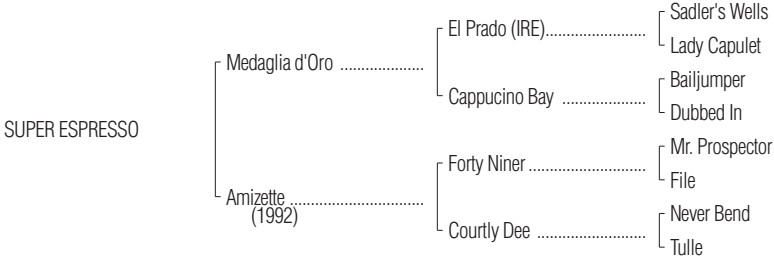 Sadler's Wells
El Prado (IRE)........................
Lady Capulet
Medaglia d'Oro ....................
Bailjumper
Cappucino Bay ....................
Dubbed In
SUPER ESPRESSO
Mr. Prospector
Forty Niner............................
File
Amizette ................................
(1992)
Never Bend
Courtly Dee ..........................
Tulle